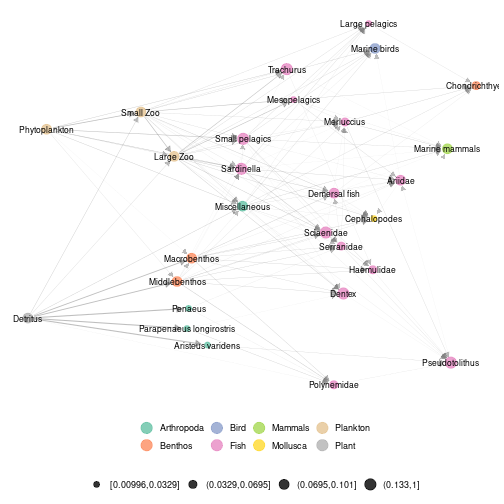 Large pelagics
Marine birds
Trachurus
Chondrichthye
Mesopelagics
Small Zoo
Merluccius
Phytoplankton
Small pelagics
Marine mammals
Large Zoo
Sardinella
Ariidae
Demersal fish
Miscellaneous
Cephalopodes
Sciaenidae
Serranidae
Macrobenthos
Haemulidae
Middlebenthos
Dentex
Penaeus
Detritus
Parapenaeus longirostris
Aristeus varidens
Pseudotolithus
Polynemidae
Arthropoda Bird Mammals Plankton
Benthos Fish Mollusca Plant
[0.00996,0.0329] (0.0329,0.0695] (0.0695,0.101] (0.133,1]